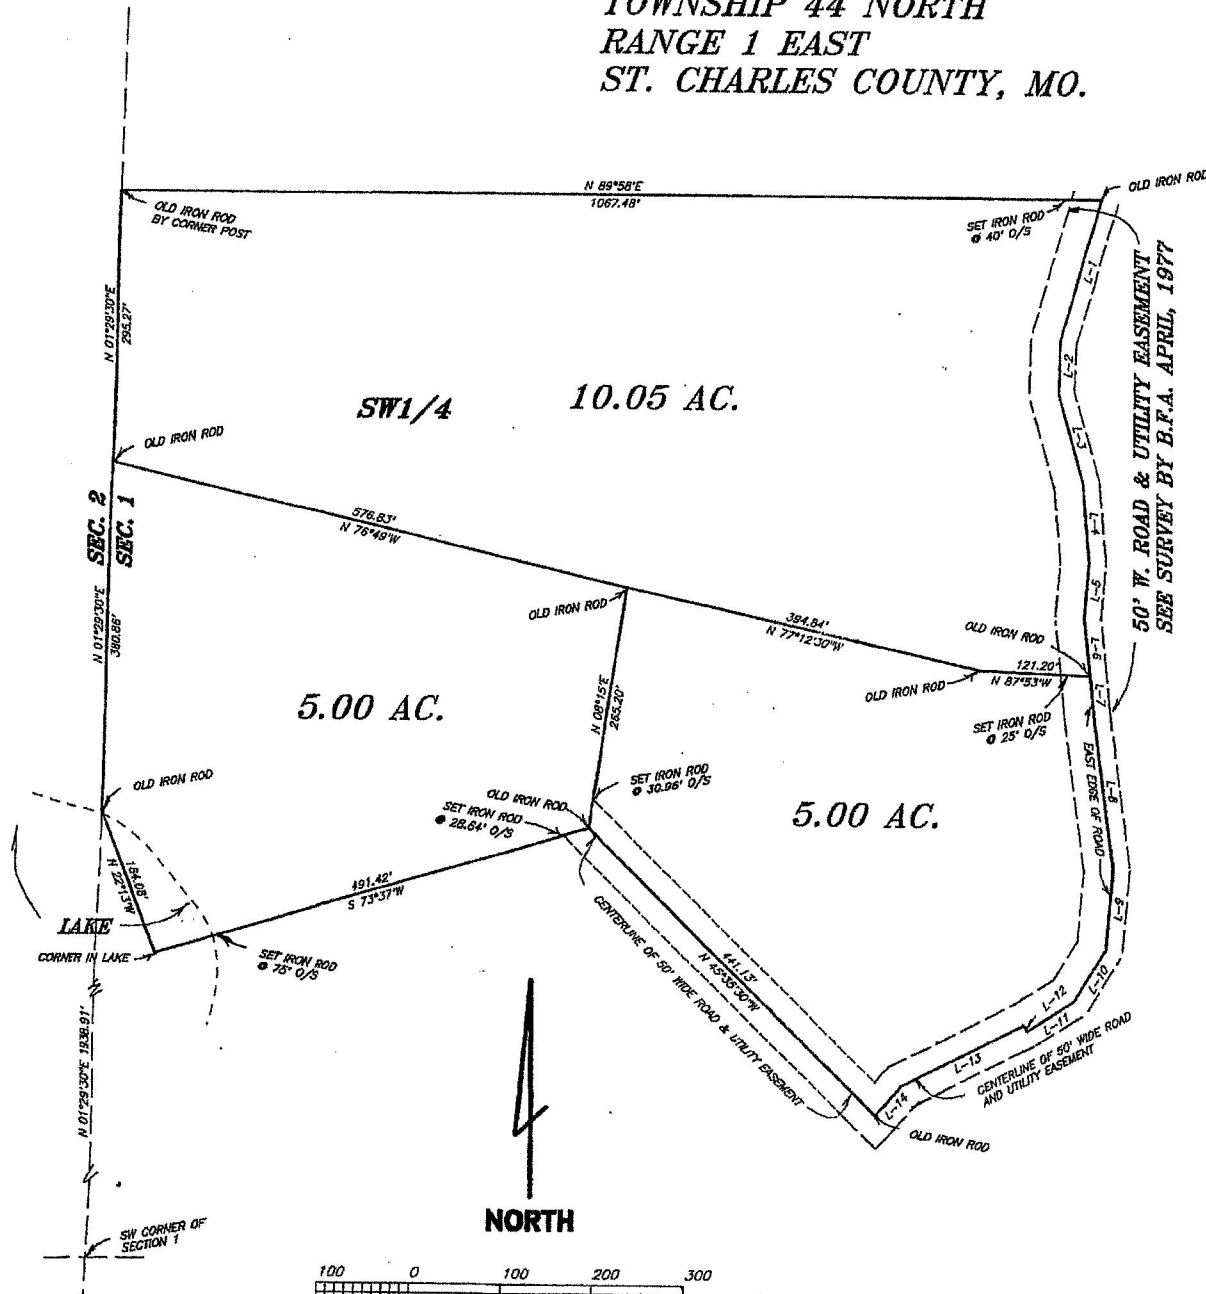 TOWNSHIP 44 NORTH
RANGE 1 EAST
ST. CHARLES COUNTY, MO.
N 89°58'E
1067.48'
OLD IRON ROD
OLD IRON ROD
BY CORNER POST
SET IRON ROD
@ 40' O/S
L-1
N 01°29'30"E
295.27'
50' W. ROAD & UTILITY EASEMENT
SEE SURVEY BY B.F.A. APRIL, 1977
L-2
SW1/4
10.05 AC.
L-3
OLD IRON ROD
SEC. 2
SEC. 1
576.83'
N 76°49'W
L-4
L-5
N 01°29'30"E
380.86'
OLD IRON ROD
394.84'
N 77°12'30"W
OLD IRON ROD
L-6
121.20'
N 87°53'W
OLD IRON ROD
L-7
N 08°15'E
265.20'
5.00 AC.
SET IRON ROD
@ 25' O/S
EAST EDGE OF ROAD
OLD IRON ROD
SET IRON ROD
@ 30.96' O/S
OLD IRON ROD
SET IRON ROD
@ 28.64' O/S
L-8
5.00 AC.
164.08'
N 22°13'W
491.42'
S 73°37'W
L-9
LAKE
CORNER IN LAKE
SET IRON ROD
@ 75' O/S
CENTERLINE OF 50' WIDE ROAD & UTILITY EASEMENT
441.13'
N 45°36'30"W
L-10
L-12
L-11
L-13
CENTERLINE OF 50' WIDE ROAD
AND UTILITY EASEMENT
L-14
OLD IRON ROD
N 01°29'30"E 1938.91'
NORTH
SW CORNER OF
SECTION 1
100 0 100 200 300